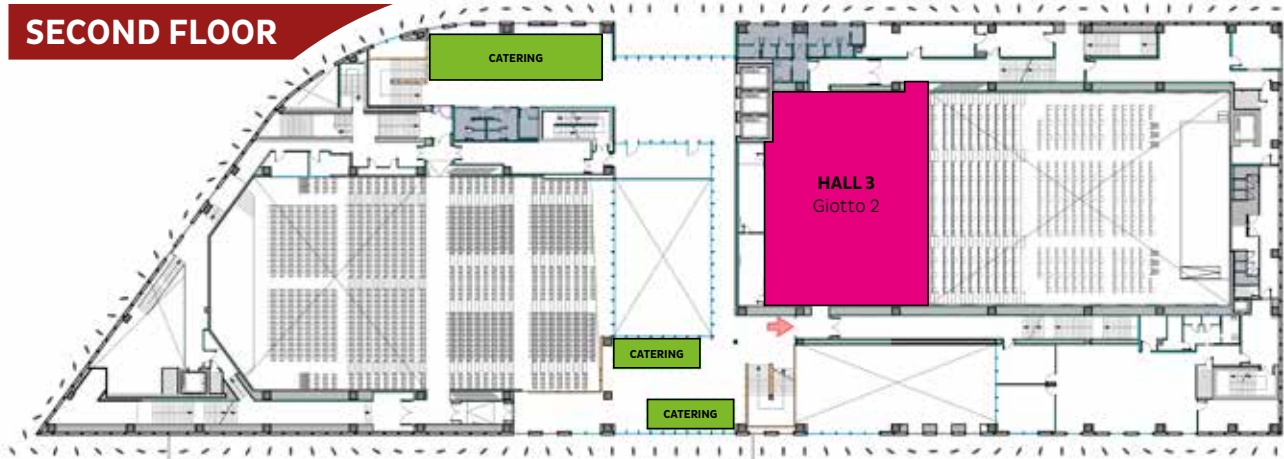 SECOND FLOOR
CATERING
HALL 3
Giotto 2
CATERING
CATERING